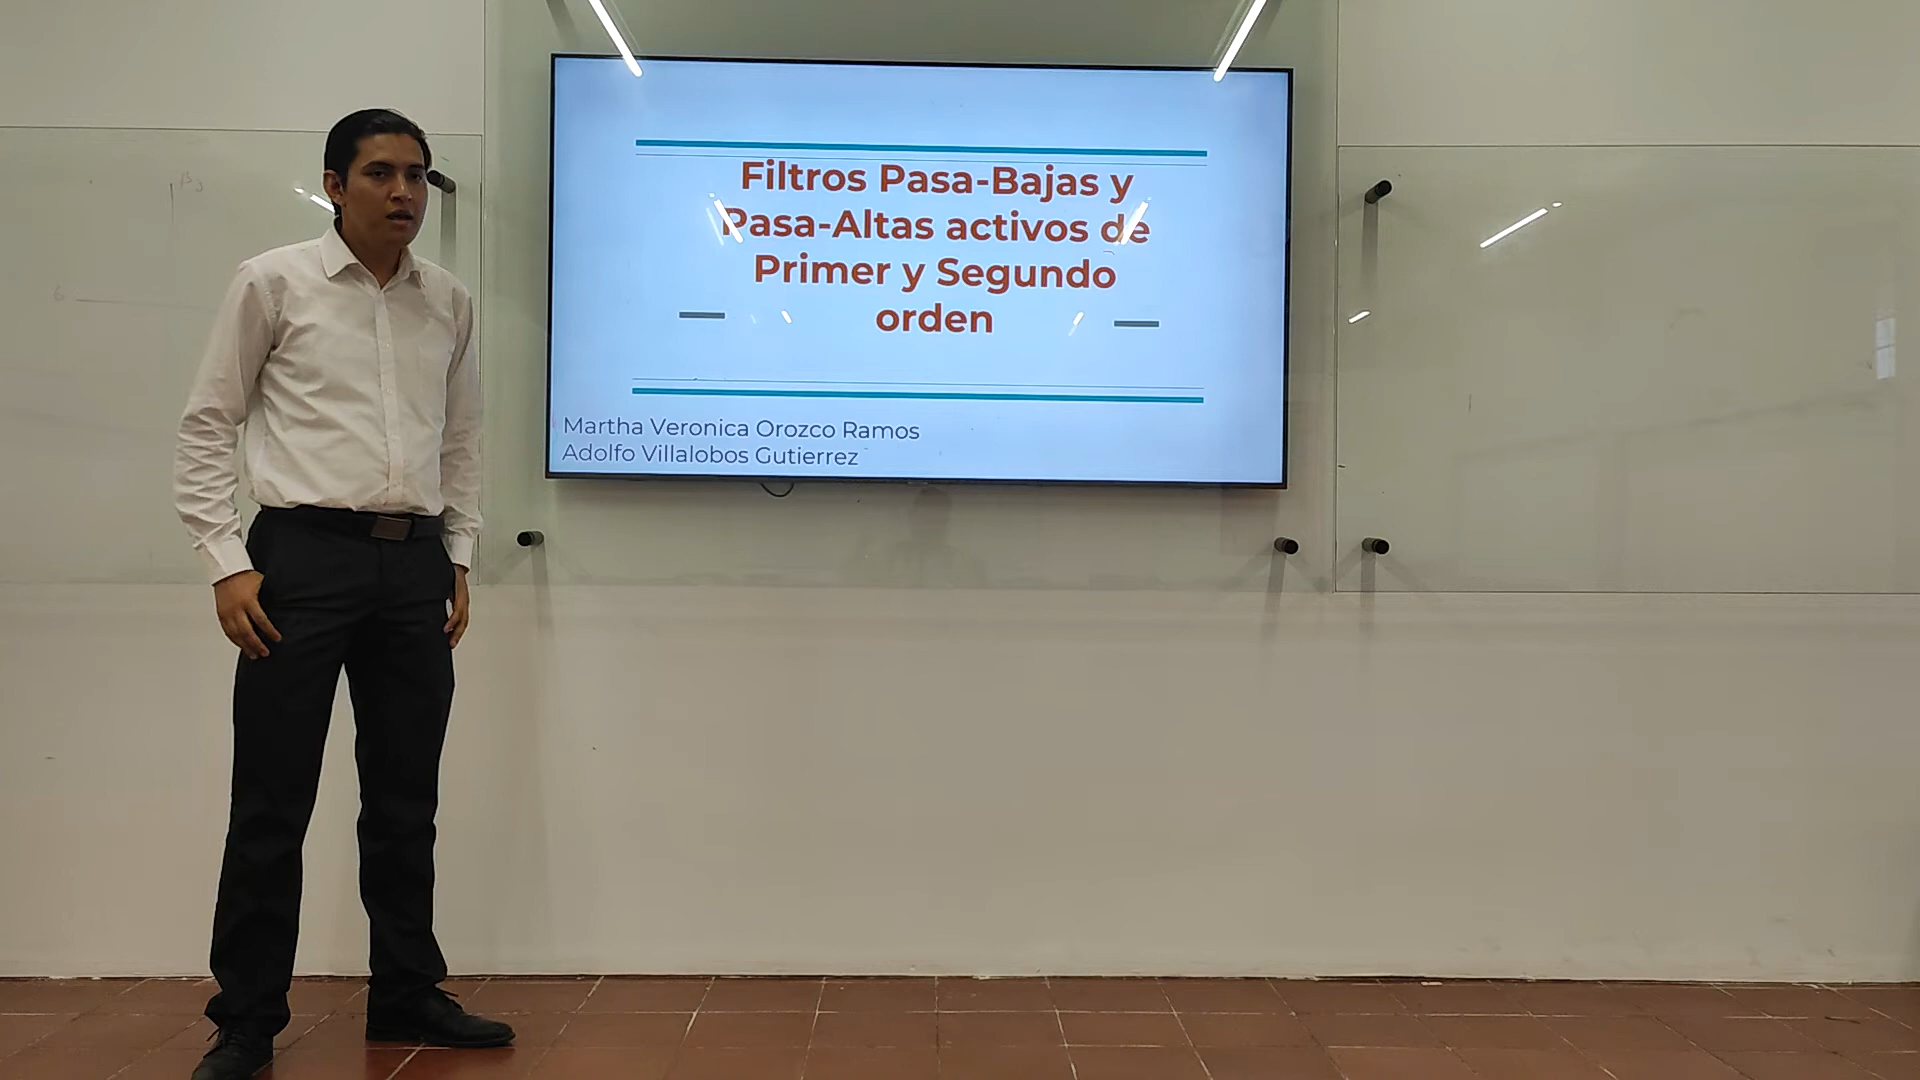 Filtros Pasa-Bajas y
Pasa-Altas activos de
Primer y Segundo
orden
Martha Veronica Orozco Ramos
Adolfo Villalobos Gutierrez